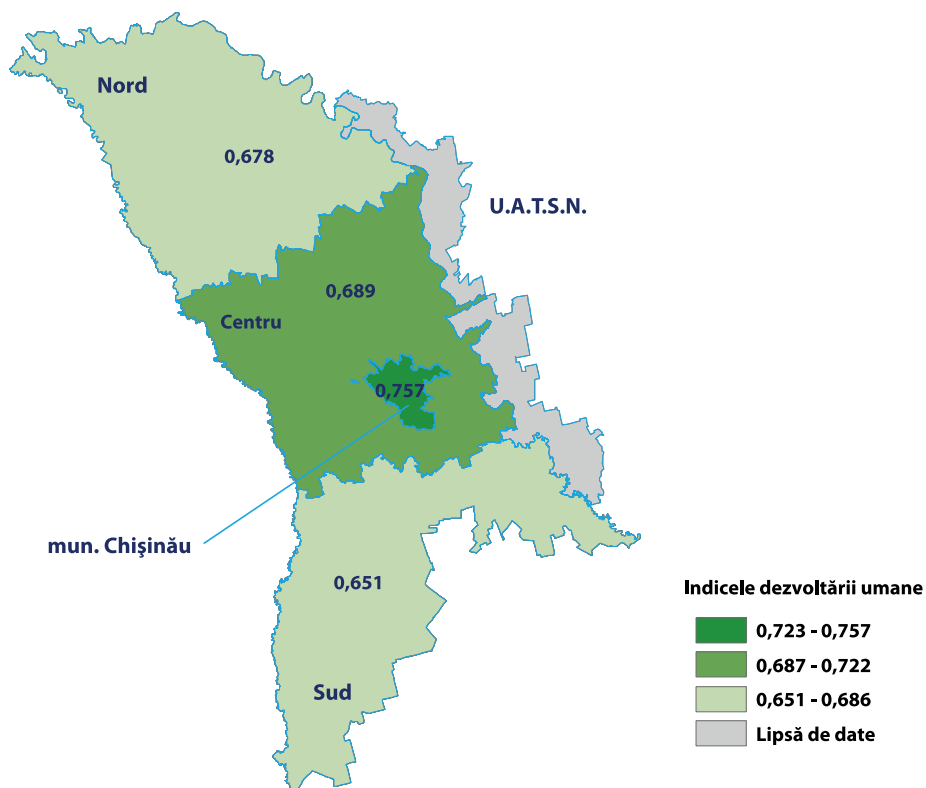 Nord
0,678
U.A.T.S.N.
0,689
Centru
0,757
mun. Chişinău
0,651
Sud
Indicele dezvoltării umane
0,723 - 0,757
0,687 - 0,722
0,651 - 0,686
Lipsă de date